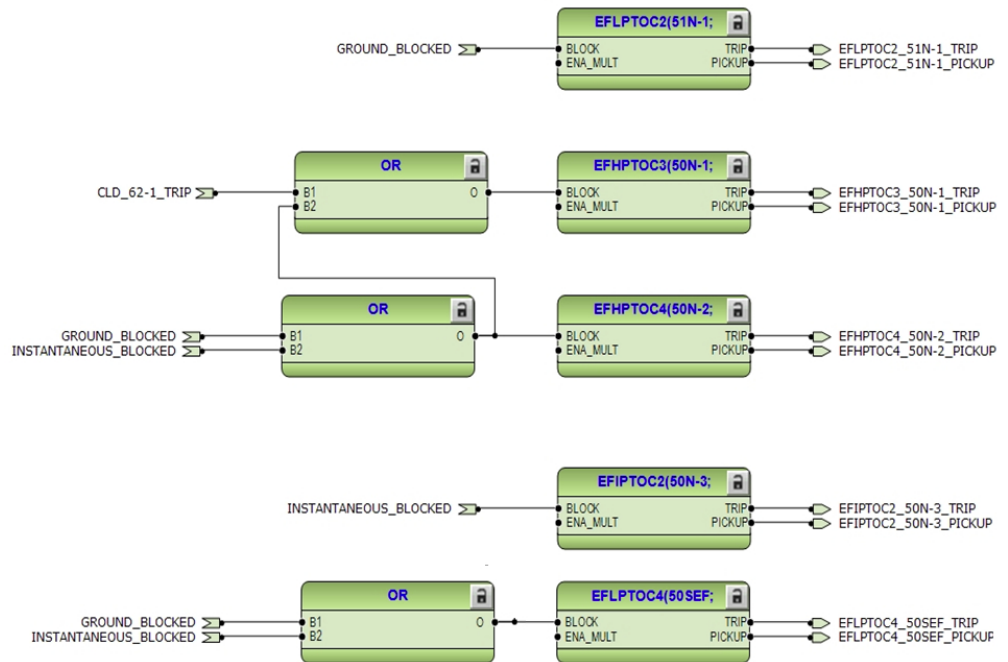 EFLPTOC2(51N-1;
GROUND_BLOCKED BLOCK TRIP EFLPTOC2_51N-1_TRIP
ENA_MULT PICKUP EFLPTOC2_51N-1_PICKUP
OR EFHPTOC3(50N-1;
CLD_62-1_TRIP B1 O BLOCK TRIP EFHPTOC3_50N-1_TRIP
B2 ENA_MULT PICKUP EFHPTOC3_50N-1_PICKUP
OR EFHPTOC4(50N-2;
GROUND_BLOCKED B1 O BLOCK TRIP EFHPTOC4_50N-2_TRIP
INSTANTANEOUS_BLOCKED B2 ENA_MULT PICKUP EFHPTOC4_50N-2_PICKUP
EFIPTOC2(50N-3;
INSTANTANEOUS_BLOCKED BLOCK TRIP EFIPTOC2_50N-3_TRIP
ENA_MULT PICKUP EFIPTOC2_50N-3_PICKUP
OR EFLPTOC4(50SEF;
GROUND_BLOCKED B1 O BLOCK TRIP EFLPTOC4_50SEF_TRIP
INSTANTANEOUS_BLOCKED B2 ENA_MULT PICKUP EFLPTOC4_50SEF_PICKUP